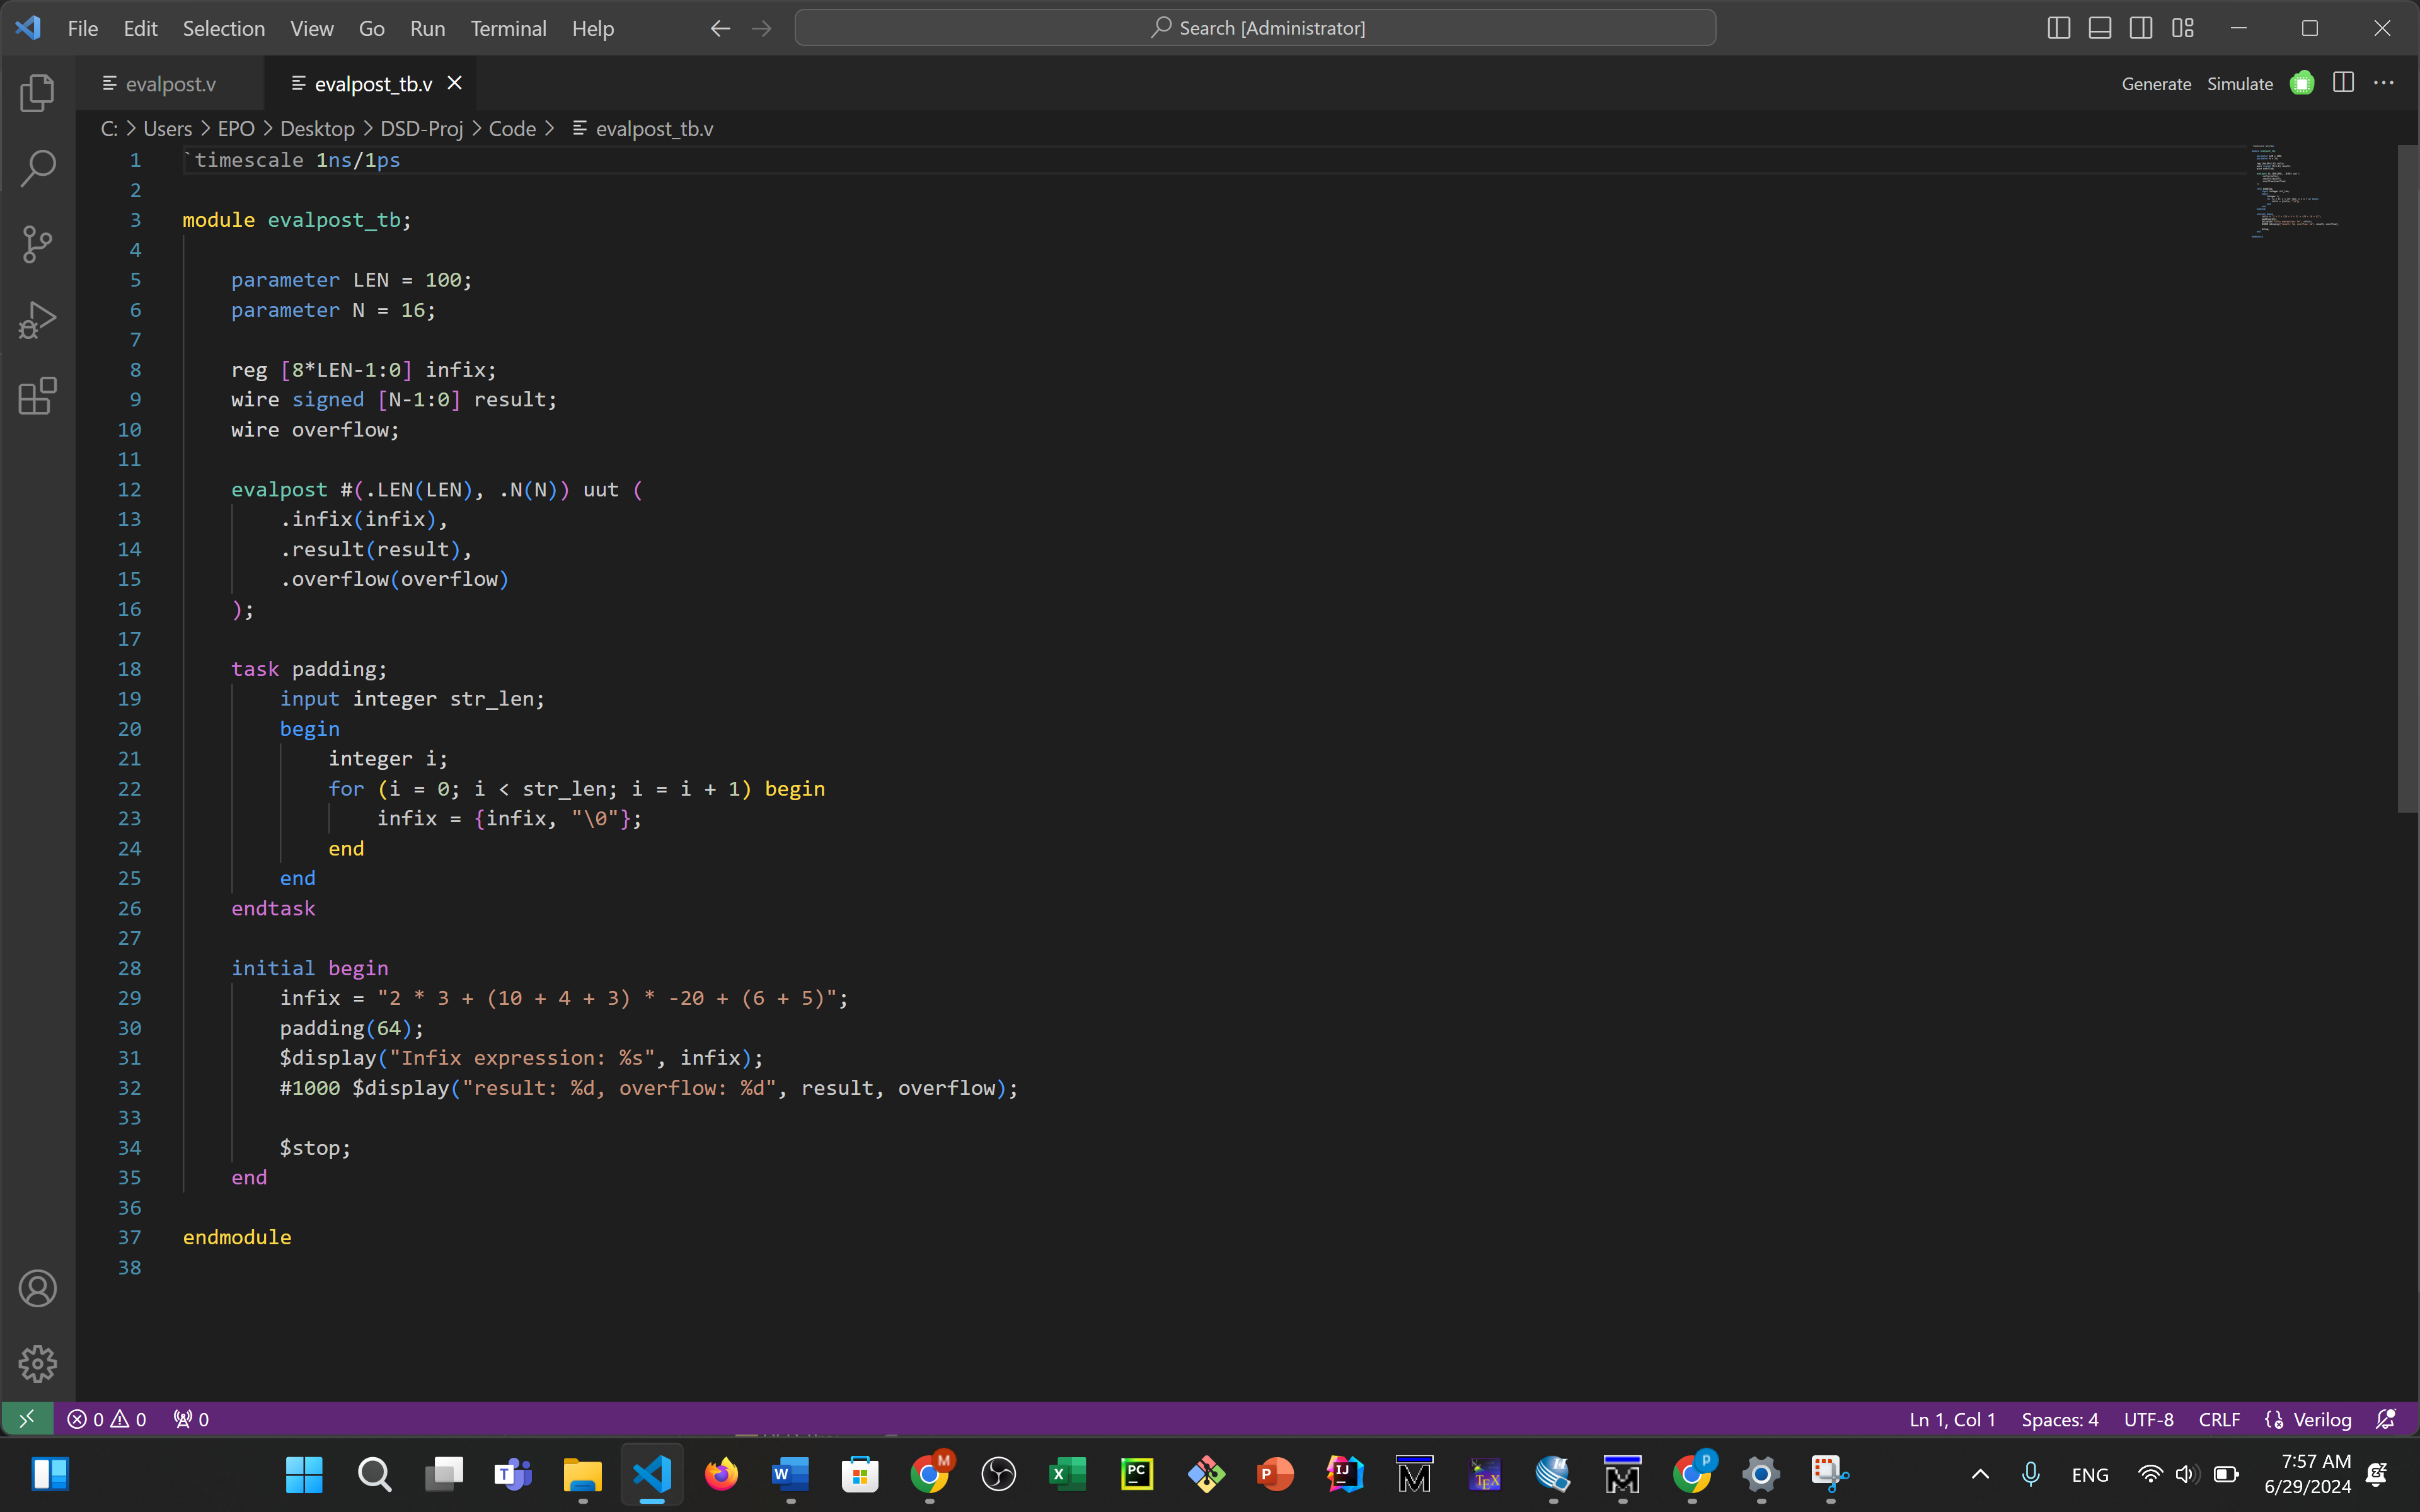 File Edit Selection View Go Run Terminal Help
Search [Administrator]
evalpost.v
evalpost_tb.v
Generate Simulate
C: > Users > EPO > Desktop > DSD-Proj > Code > evalpost_tb.v
1 `timescale 1ns/1ps
2
3 module evalpost_tb;
4
5 parameter LEN = 100;
6 parameter N = 16;
7
8 reg [8*LEN-1:0] infix;
9 wire signed [N-1:0] result;
10 wire overflow;
11
12 evalpost #(.LEN(LEN), .N(N)) uut (
13 .infix(infix),
14 .result(result),
15 .overflow(overflow)
16 );
17
18 task padding;
19 input integer str_len;
20 begin
21 integer i;
22 for (i = 0; i < str_len; i = i + 1) begin
23 infix = {infix, "\0"};
24 end
25 end
26 endtask
27
28 initial begin
29 infix = "2 * 3 + (10 + 4 + 3) * -20 + (6 + 5)";
30 padding(64);
31 $display("Infix expression: %s", infix);
32 #1000 $display("result: %d, overflow: %d", result, overflow);
33
34 $stop;
35 end
36
37 endmodule
38
0 0 0
Ln 1, Col 1 Spaces: 4 UTF-8 CRLF Verilog
ENG
7:57 AM
6/29/2024